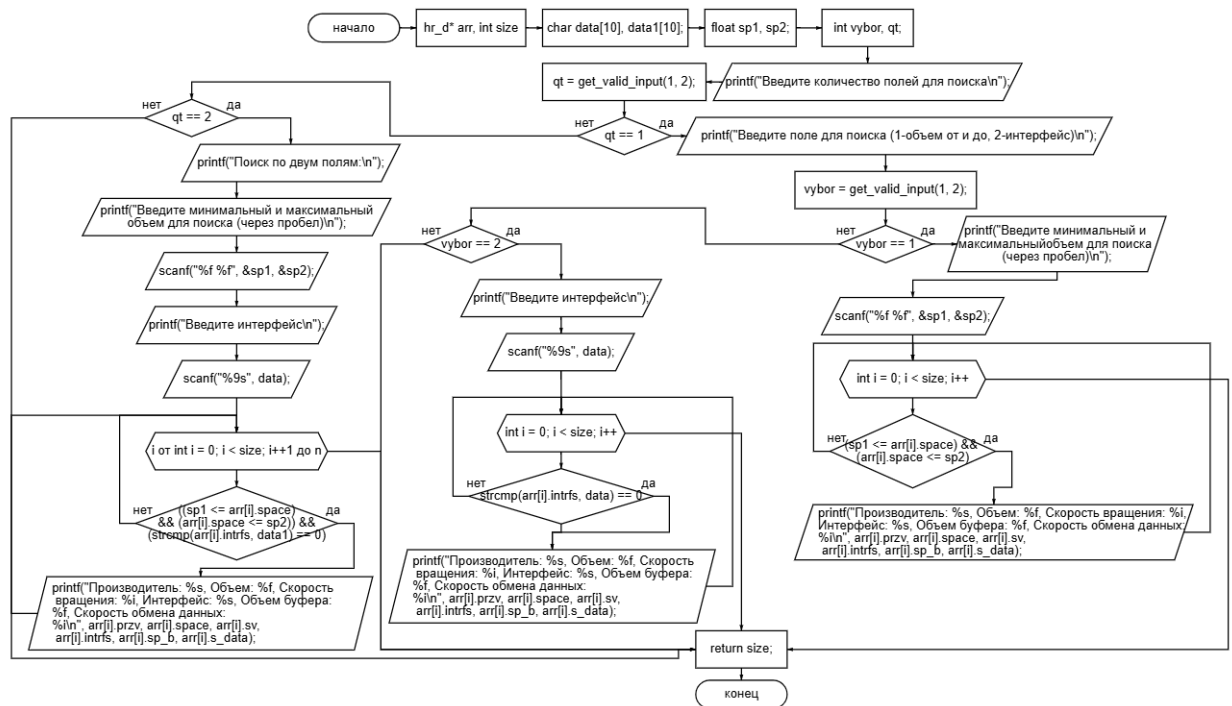 начало
hr_d* arr, int size
char data[10], data1[10];
float sp1, sp2;
int vybor, qt;
printf("Введите количество полей для поиска\n");
qt = get_valid_input(1, 2);
нет
да
qt == 1
нет
да
qt == 2
printf("Введите поле для поиска (1-объем от и до, 2-интерфейс)\n");
vybor = get_valid_input(1, 2);
нет
да
vybor == 1
printf("Введите минимальный и
максимальныйобъем для поиска
(через пробел)\n");
scanf("%f %f", &sp1, &sp2);
int i = 0; i < size; i++
нет
да
(sp1 <= arr[i].space) &&
(arr[i].space <= sp2)
printf("Производитель: %s, Объем: %f, Скорость вращения: %i,
Интерфейс: %s, Объем буфера: %f, Скорость обмена данных:
%i\n", arr[i].przv, arr[i].space, arr[i].sv,
arr[i].intrfs, arr[i].sp_b, arr[i].s_data);
нет
да
vybor == 2
printf("Введите интерфейс\n");
scanf("%9s", data);
int i = 0; i < size; i++
нет
да
strcmp(arr[i].intrfs, data) == 0
printf("Производитель: %s, Объем: %f, Скорость
вращения: %i, Интерфейс: %s, Объем буфера:
%f, Скорость обмена данных:
%i\n", arr[i].przv, arr[i].space, arr[i].sv,
arr[i].intrfs, arr[i].sp_b, arr[i].s_data);
printf("Поиск по двум полям:\n");
printf("Введите минимальный и максимальный
объем для поиска (через пробел)\n");
scanf("%f %f", &sp1, &sp2);
printf("Введите интерфейс\n");
scanf("%9s", data);
i от int i = 0; i < size; i++1 до n
нет
да
((sp1 <= arr[i].space)
&& (arr[i].space <= sp2)) &&
(strcmp(arr[i].intrfs, data1) == 0)
printf("Производитель: %s, Объем: %f, Скорость
вращения: %i, Интерфейс: %s, Объем буфера:
%f, Скорость обмена данных:
%i\n", arr[i].przv, arr[i].space, arr[i].sv,
arr[i].intrfs, arr[i].sp_b, arr[i].s_data);
return size;
конец